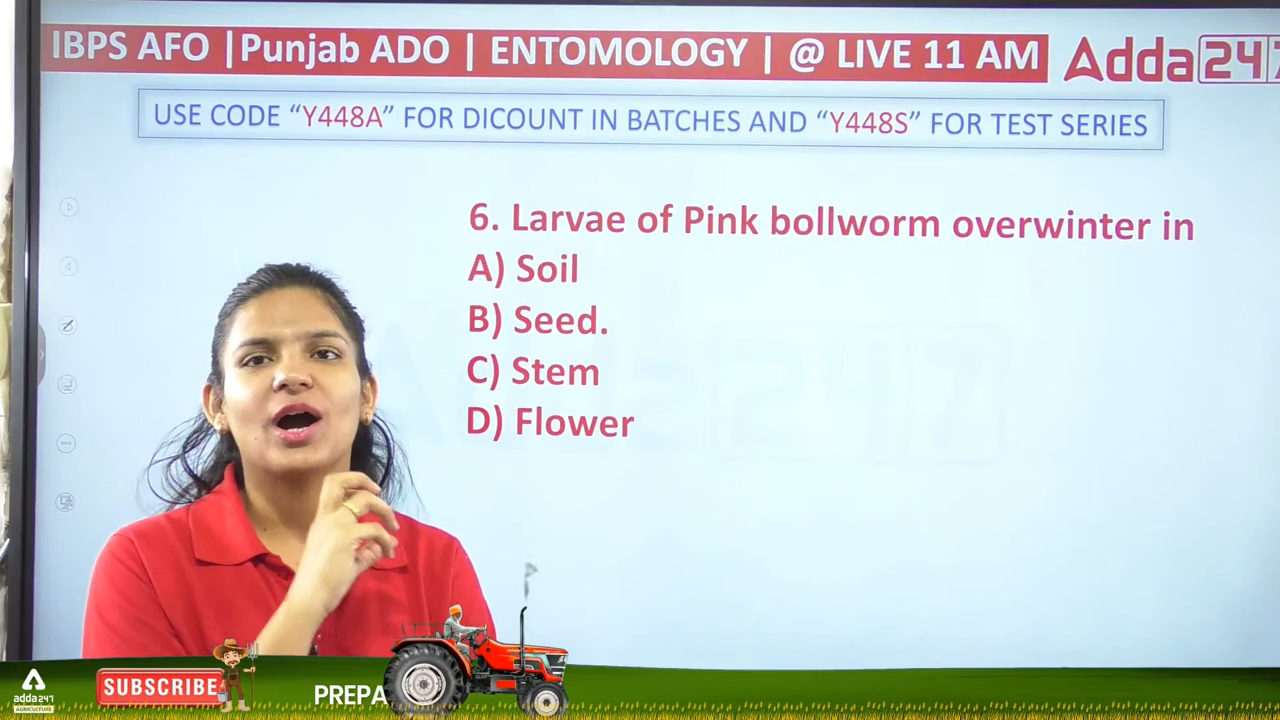 IBPS AFO |Punjab ADO | ENTOMOLOGY | @ LIVE 11 AM
Adda247
USE CODE “Y448A” FOR DICOUNT IN BATCHES AND “Y448S” FOR TEST SERIES
6. Larvae of Pink bollworm overwinter in
A) Soil
B) Seed.
C) Stem
D) Flower
SUBSCRIBE
PREPA
adda247
AGRICULTURE